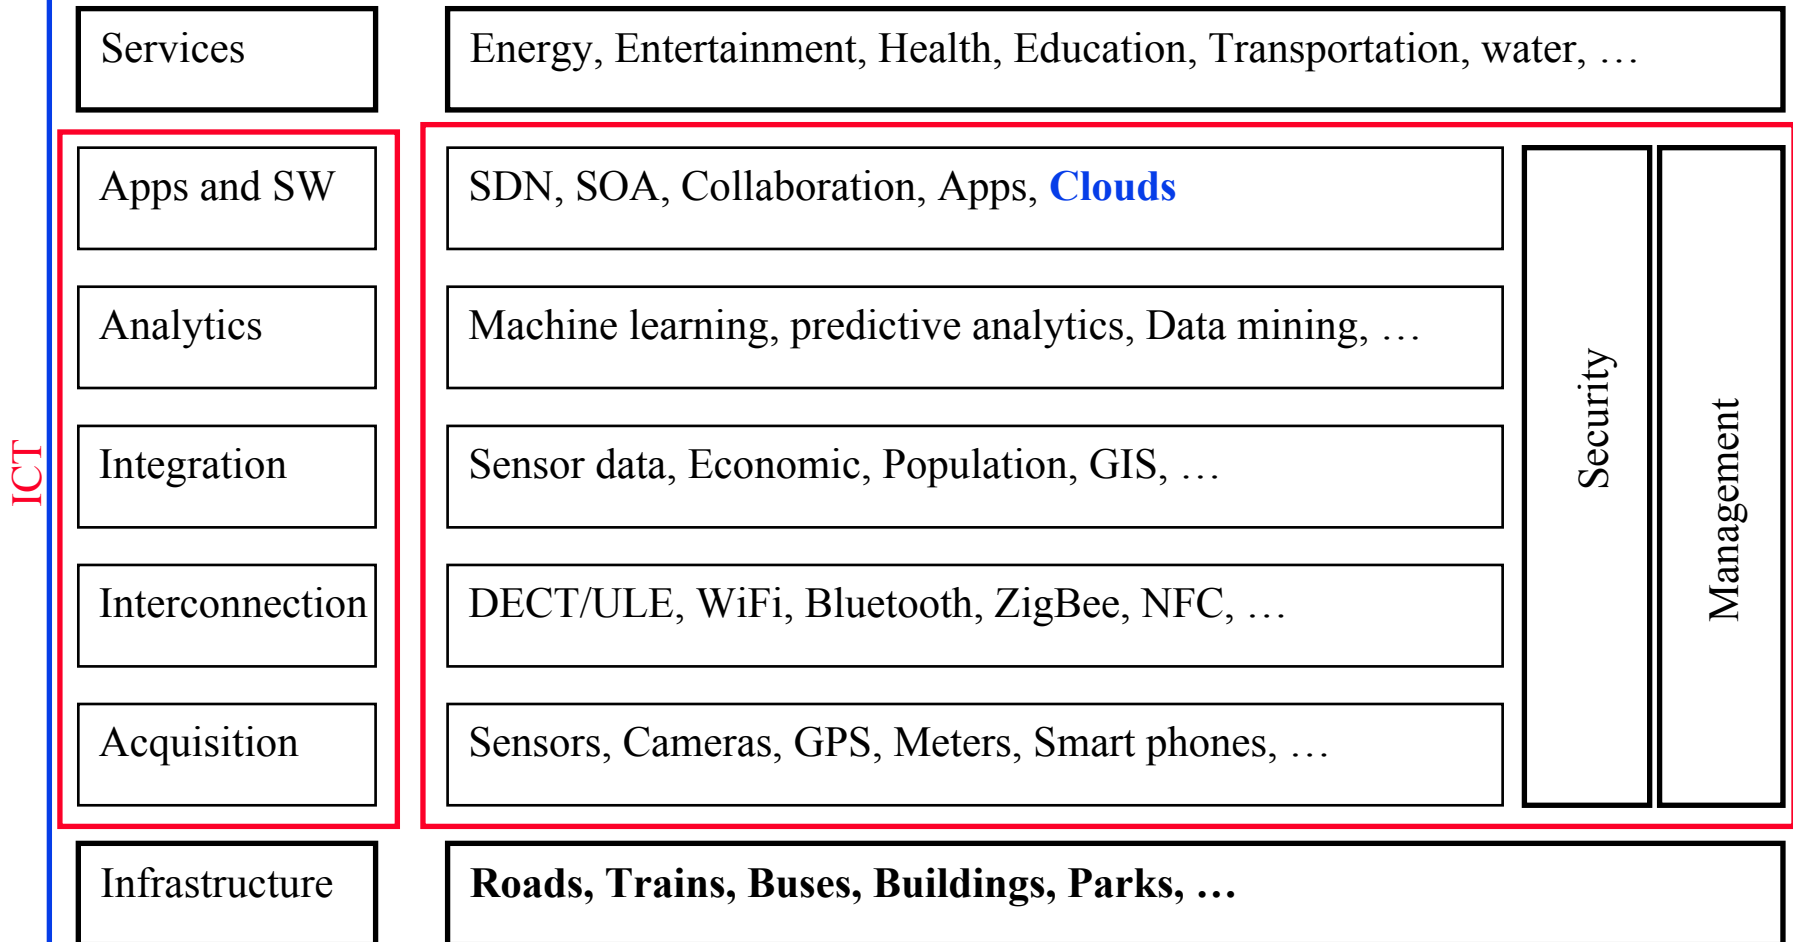 Services
Energy, Entertainment, Health, Education, Transportation, water, …
Apps and SW
SDN, SOA, Collaboration, Apps, Clouds
Analytics
Machine learning, predictive analytics, Data mining, …
Integration
Sensor data, Economic, Population, GIS, …
Interconnection
DECT/ULE, WiFi, Bluetooth, ZigBee, NFC, …
Acquisition
Sensors, Cameras, GPS, Meters, Smart phones, …
Security
Management
ICT
Infrastructure
Roads, Trains, Buses, Buildings, Parks, …